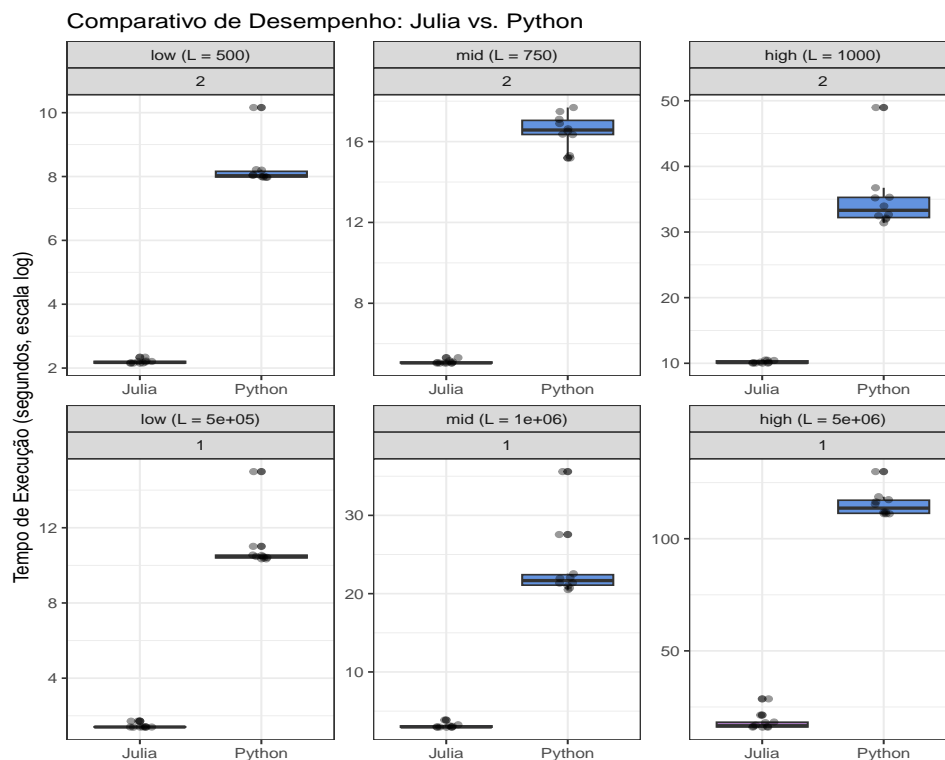 Comparativo de Desempenho: Julia vs. Python
low (L = 500)
2
mid (L = 750)
2
high (L = 1000)
2
10
8
6
4
2
16
12
8
50
40
30
20
10
Julia
Python
Julia
Python
Julia
Python
low (L = 5e+05)
1
mid (L = 1e+06)
1
high (L = 5e+06)
1
12
8
4
30
20
10
100
50
Julia
Python
Julia
Python
Julia
Python
Tempo de Execução (segundos, escala log)